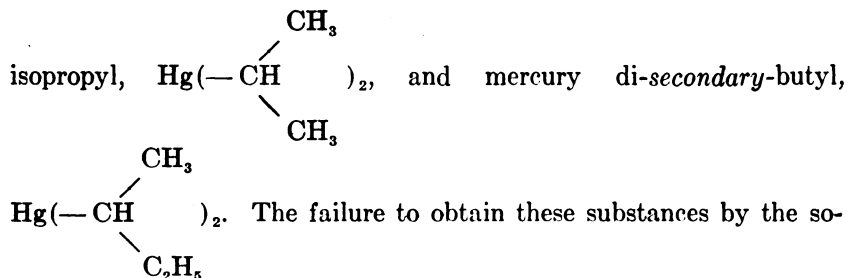 CH₃
isopropyl, Hg(—CH )₂, and mercury di-secondary-butyl,
CH₃
CH₃
Hg(—CH )₂. The failure to obtain these substances by the so-
C₂H₅